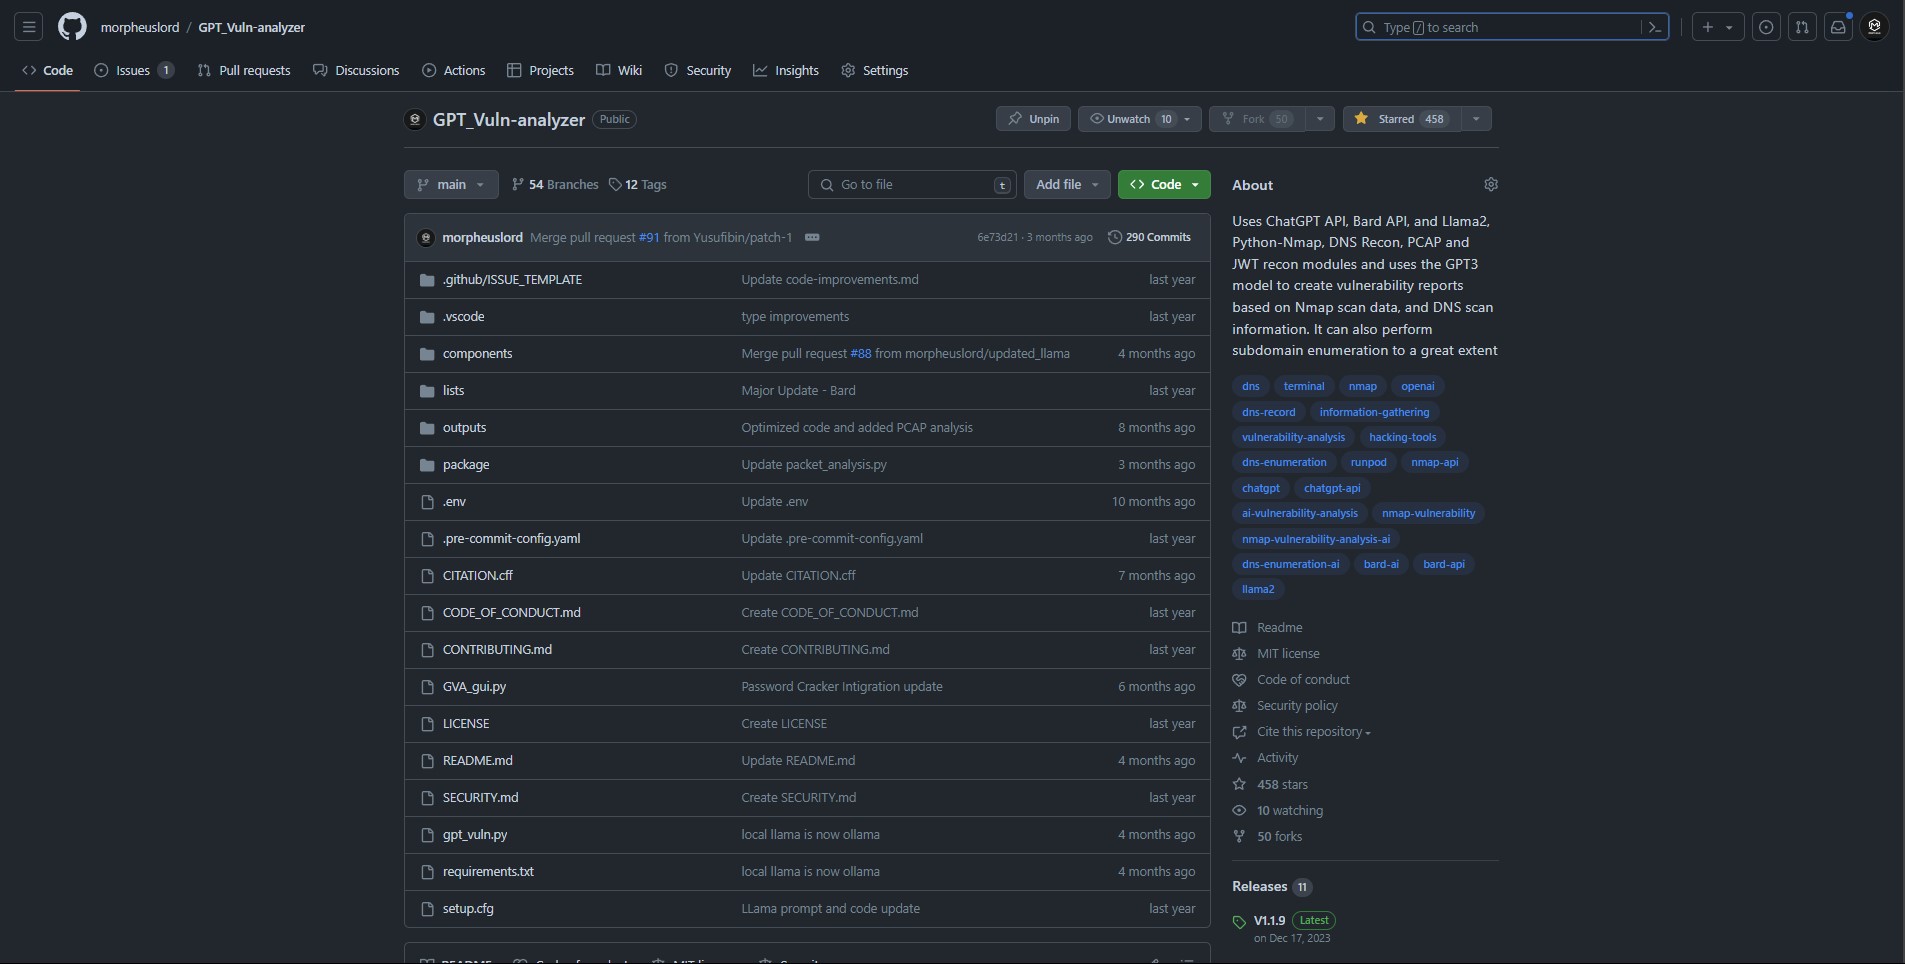 morpheuslord / GPT_Vuln-analyzer
Type / to search
Code
Issues 1
Pull requests
Discussions
Actions
Projects
Wiki
Security
Insights
Settings
GPT_Vuln-analyzer Public
Unpin
Unwatch 10
Fork 50
Starred 458
main
54 Branches
12 Tags
Go to file t
Add file
Code
morpheuslord Merge pull request #91 from Yusufibin/patch-1 6e73d21 · 3 months ago 290 Commits
.github/ISSUE_TEMPLATE Update code-improvements.md last year
.vscode type improvements last year
components Merge pull request #88 from morpheuslord/updated_llama 4 months ago
lists Major Update - Bard last year
outputs Optimized code and added PCAP analysis 8 months ago
package Update packet_analysis.py 3 months ago
.env Update .env 10 months ago
.pre-commit-config.yaml Update .pre-commit-config.yaml last year
CITATION.cff Update CITATION.cff 7 months ago
CODE_OF_CONDUCT.md Create CODE_OF_CONDUCT.md last year
CONTRIBUTING.md Create CONTRIBUTING.md last year
GVA_gui.py Password Cracker Intigration update 6 months ago
LICENSE Create LICENSE last year
README.md Update README.md 4 months ago
SECURITY.md Create SECURITY.md last year
gpt_vuln.py local llama is now ollama 4 months ago
requirements.txt local llama is now ollama 4 months ago
setup.cfg LLama prompt and code update last year
About
Uses ChatGPT API, Bard API, and Llama2,
Python-Nmap, DNS Recon, PCAP and
JWT recon modules and uses the GPT3
model to create vulnerability reports
based on Nmap scan data, and DNS scan
information. It can also perform
subdomain enumeration to a great extent
dns terminal nmap openai
dns-record information-gathering
vulnerability-analysis hacking-tools
dns-enumeration runpod nmap-api
chatgpt chatgpt-api
ai-vulnerability-analysis nmap-vulnerability
nmap-vulnerability-analysis-ai
dns-enumeration-ai bard-ai bard-api
llama2
Readme
MIT license
Code of conduct
Security policy
Cite this repository
Activity
458 stars
10 watching
50 forks
Releases 11
V1.1.9 Latest
on Dec 17, 2023